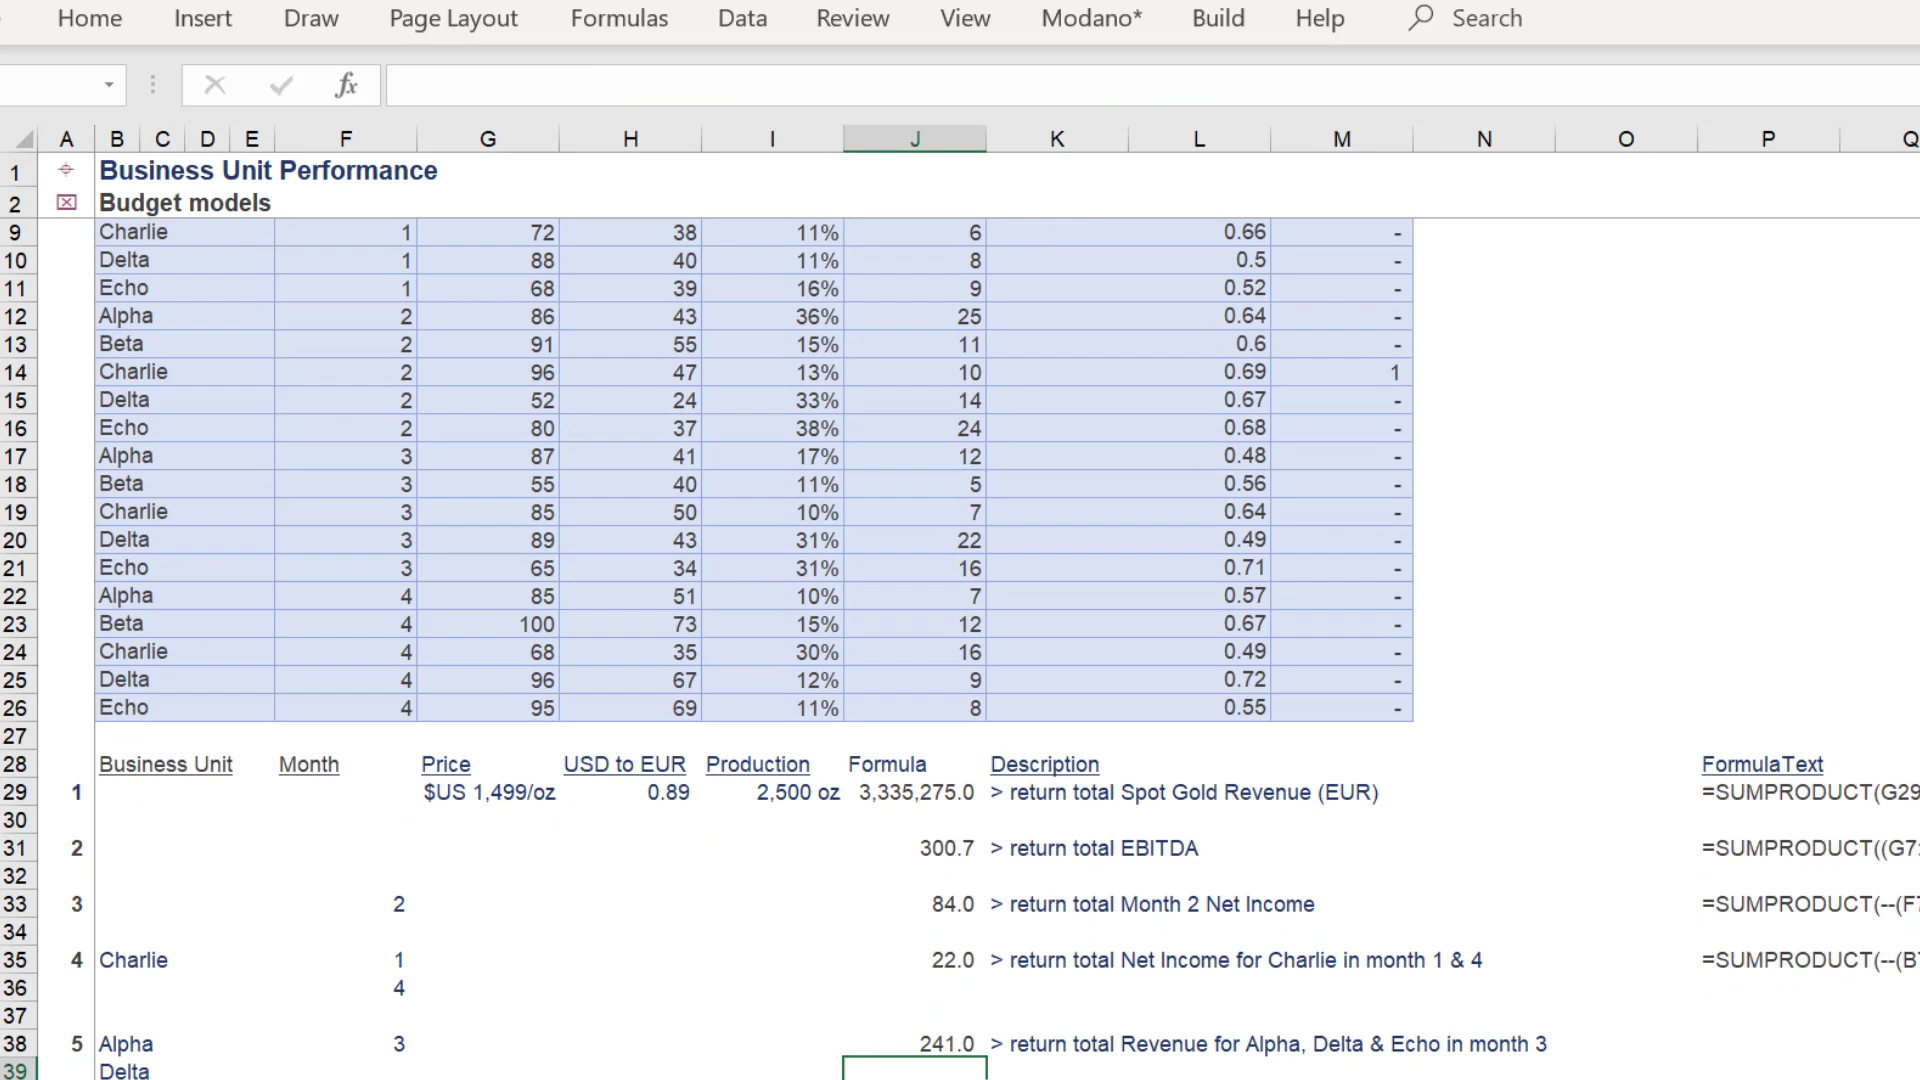 Home Insert Draw Page Layout Formulas Data Review View Modano* Build Help Search
fx
A B C D E F G H I J K L M N O P Q
1 Business Unit Performance
2 Budget models
9 Charlie 1 72 38 11% 6 0.66 -
10 Delta 1 88 40 11% 8 0.5 -
11 Echo 1 68 39 16% 9 0.52 -
12 Alpha 2 86 43 36% 25 0.64 -
13 Beta 2 91 55 15% 11 0.6 -
14 Charlie 2 96 47 13% 10 0.69 1
15 Delta 2 52 24 33% 14 0.67 -
16 Echo 2 80 37 38% 24 0.68 -
17 Alpha 3 87 41 17% 12 0.48 -
18 Beta 3 55 40 11% 5 0.56 -
19 Charlie 3 85 50 10% 7 0.64 -
20 Delta 3 89 43 31% 22 0.49 -
21 Echo 3 65 34 31% 16 0.71 -
22 Alpha 4 85 51 10% 7 0.57 -
23 Beta 4 100 73 15% 12 0.67 -
24 Charlie 4 68 35 30% 16 0.49 -
25 Delta 4 96 67 12% 9 0.72 -
26 Echo 4 95 69 11% 8 0.55 -
27
28 Business Unit Month Price USD to EUR Production Formula Description FormulaText
29 1 $US 1,499/oz 0.89 2,500 oz 3,335,275.0 > return total Spot Gold Revenue (EUR) =SUMPRODUCT(G29
30
31 2 300.7 > return total EBITDA =SUMPRODUCT((G7:
32
33 3 2 84.0 > return total Month 2 Net Income =SUMPRODUCT(--(F7
34
35 4 Charlie 1 22.0 > return total Net Income for Charlie in month 1 & 4 =SUMPRODUCT(--(B7
36 4
37
38 5 Alpha 3 241.0 > return total Revenue for Alpha, Delta & Echo in month 3
39 Delta